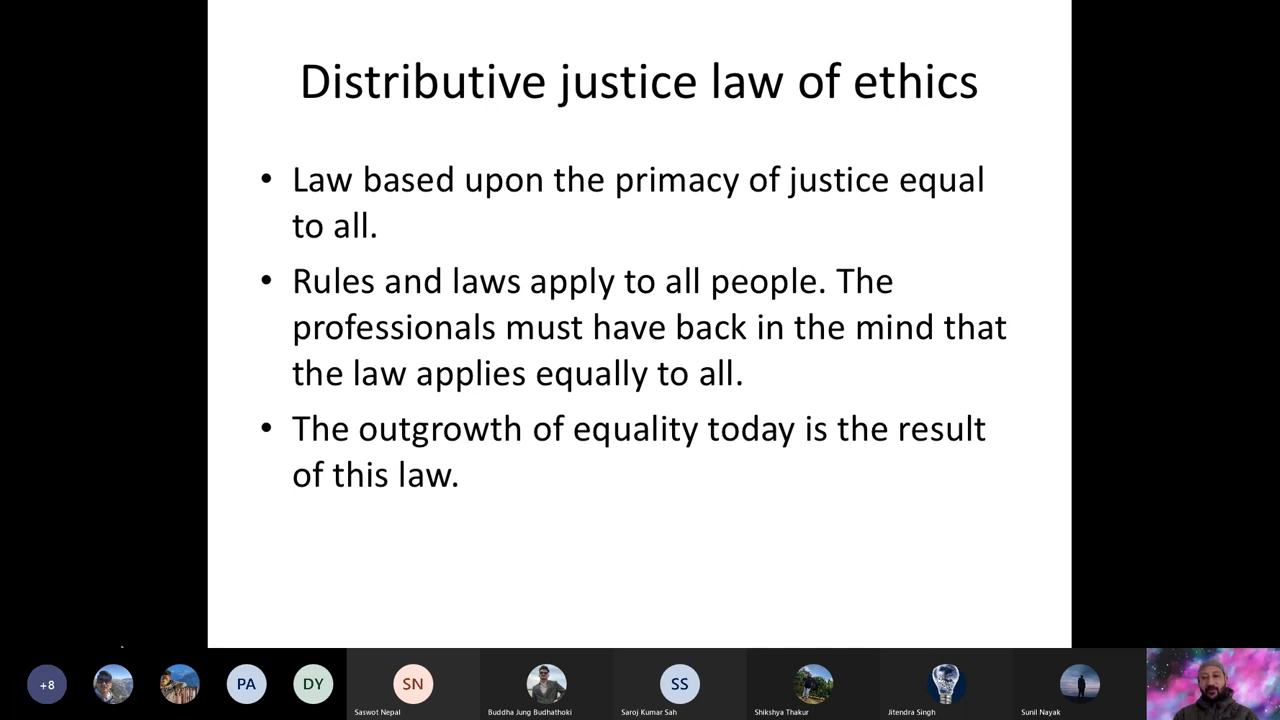 Distributive justice law of ethics
• Law based upon the primacy of justice equal
to all.
• Rules and laws apply to all people. The
professionals must have back in the mind that
the law applies equally to all.
• The outgrowth of equality today is the result
of this law.
+8
PA
DY
SN
SS
Saswot Nepal
Buddha Jung Budhathoki
Saroj Kumar Sah
Shikshya Thakur
Jitendra Singh
Sunil Nayak